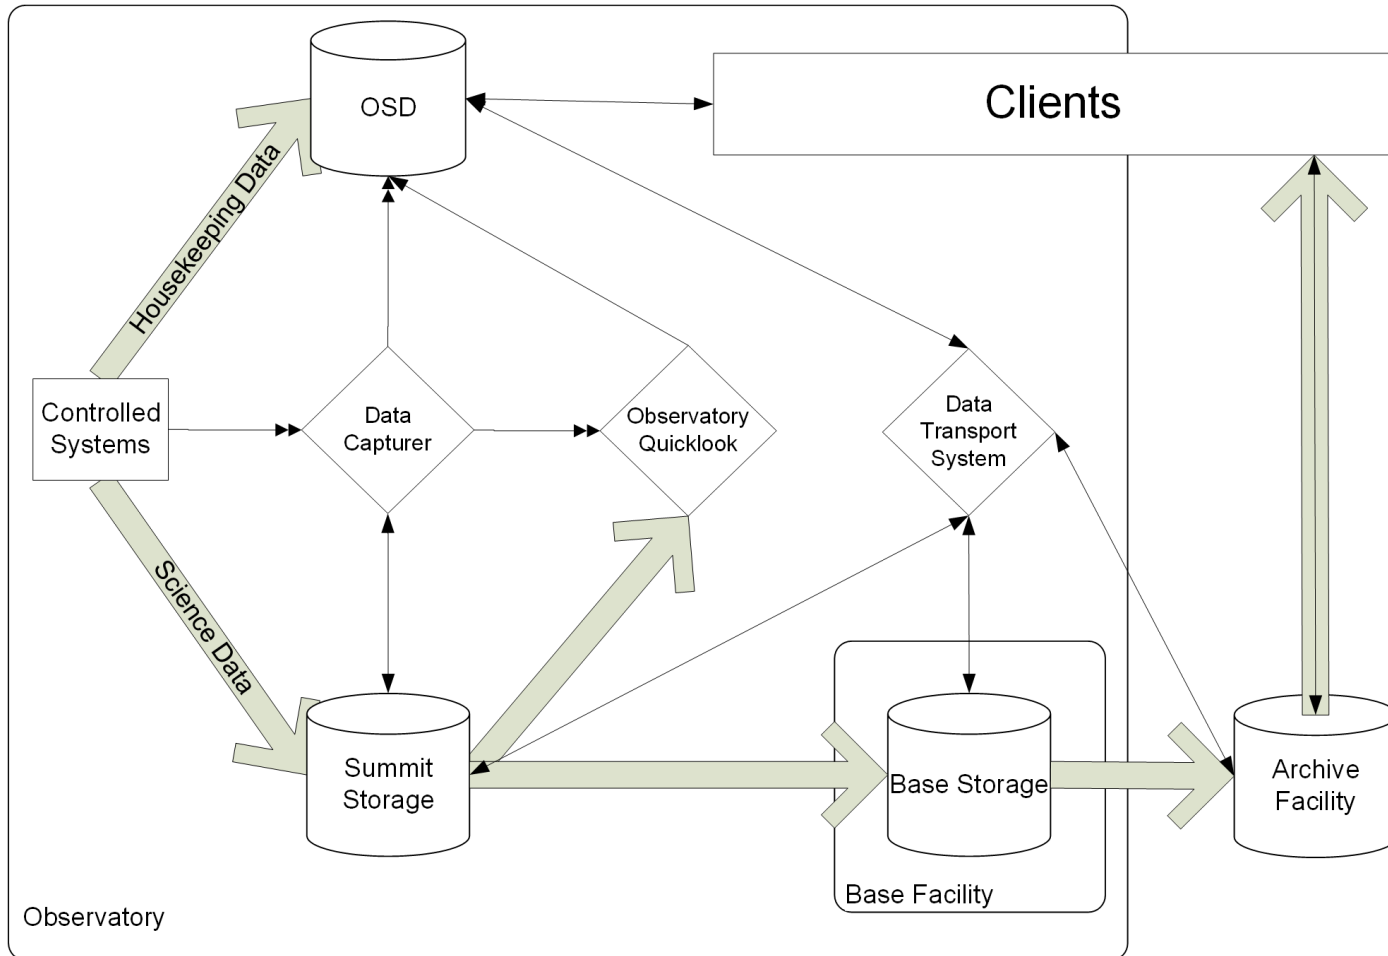 OSD
Clients
Housekeeping Data
Controlled
Systems
Data
Capturer
Observatory
Quicklook
Data
Transport
System
Science Data
Summit
Storage
Base Storage
Archive
Facility
Base Facility
Observatory